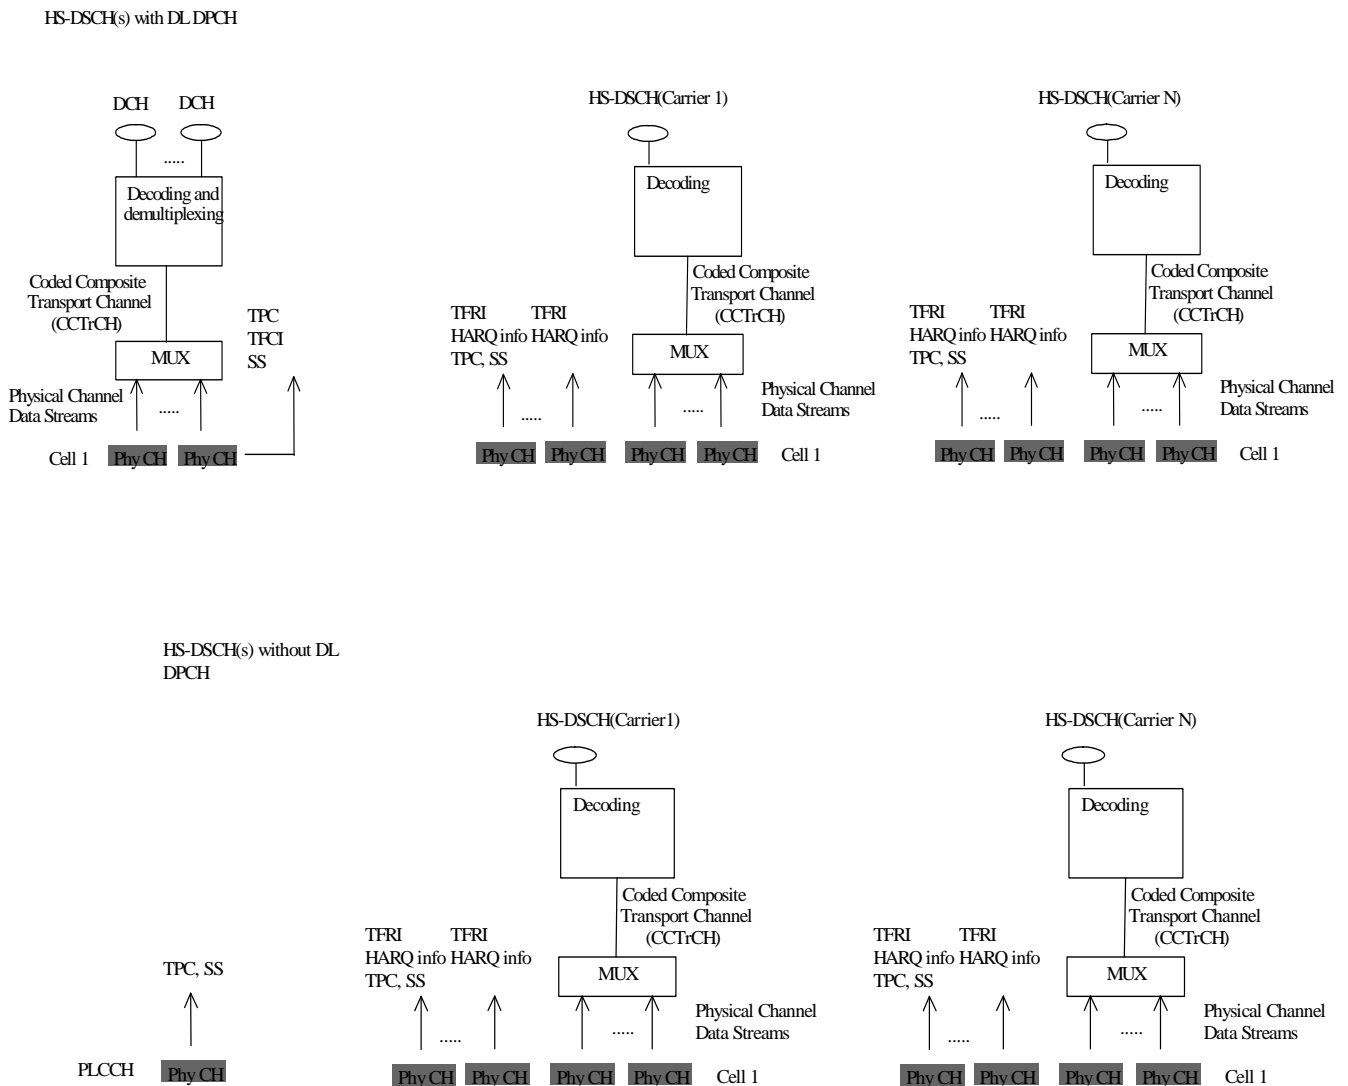 HS-DSCH(s) with DL DPCH
DCH DCH
.....
Decoding and
demultiplexing
Coded Composite
Transport Channel
(CCTrCH)
TPC
TFCI
SS
MUX
Physical Channel
Data Streams
.....
Cell 1 Phy CH Phy CH
HS-DSCH(Carrier 1)
Decoding
Coded Composite
Transport Channel
(CCTrCH)
TFRI TFRI
HARQ info HARQ info
TPC, SS
MUX
Physical Channel
Data Streams
..... .....
Phy CH Phy CH Phy CH Phy CH Cell 1
HS-DSCH(Carrier N)
Decoding
Coded Composite
Transport Channel
(CCTrCH)
TFRI TFRI
HARQ info HARQ info
TPC, SS
MUX
Physical Channel
Data Streams
..... .....
Phy CH Phy CH Phy CH Phy CH Cell 1
HS-DSCH(s) without DL
DPCH
TPC, SS
PLCCH Phy CH
HS-DSCH(Carrier1)
Decoding
Coded Composite
Transport Channel
(CCTrCH)
TFRI TFRI
HARQ info HARQ info
TPC, SS
MUX
Physical Channel
Data Streams
..... .....
Phy CH Phy CH Phy CH Phy CH Cell 1
HS-DSCH(Carrier N)
Decoding
Coded Composite
Transport Channel
(CCTrCH)
TFRI TFRI
HARQ info HARQ info
TPC, SS
MUX
Physical Channel
Data Streams
..... .....
Phy CH Phy CH Phy CH Phy CH Cell 1